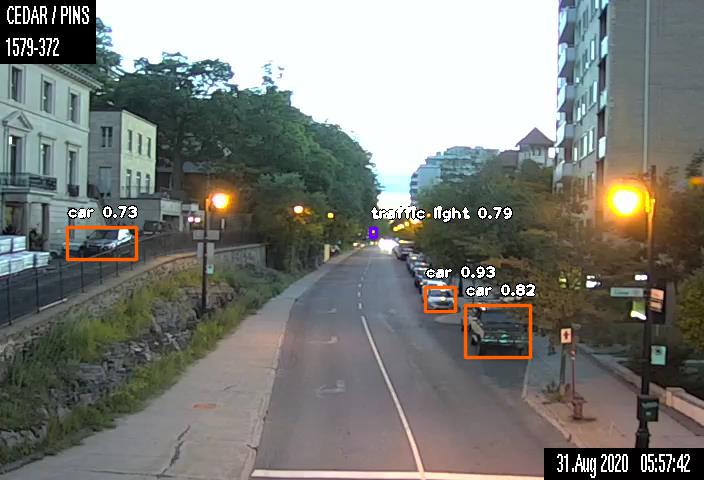 CEDAR / PINS
1579-372
car 0.73
traffic light 0.79
car 0.93
car 0.82
31.Aug 2020 05:57:42